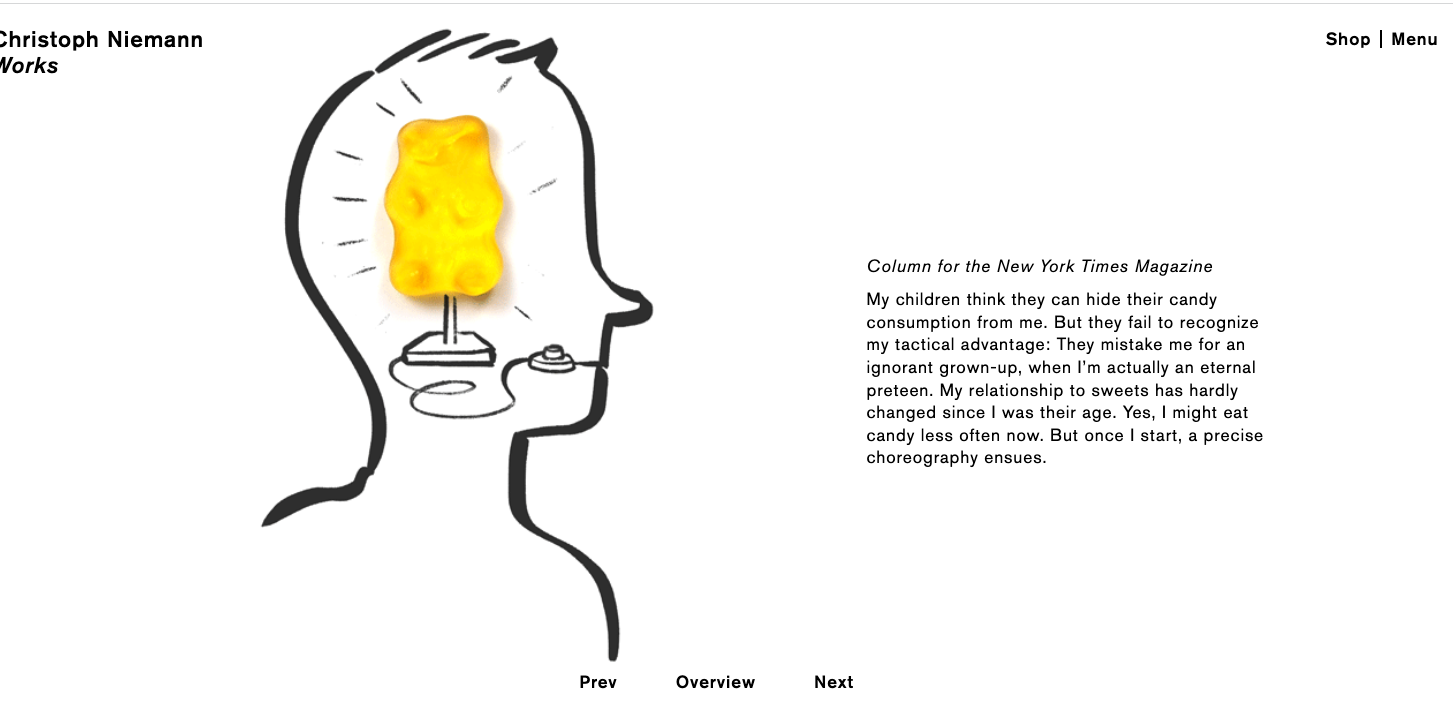 Christoph Niemann
Works
Shop | Menu
Column for the New York Times Magazine
My children think they can hide their candy
consumption from me. But they fail to recognize
my tactical advantage: They mistake me for an
ignorant grown-up, when I’m actually an eternal
preteen. My relationship to sweets has hardly
changed since I was their age. Yes, I might eat
candy less often now. But once I start, a precise
choreography ensues.
Prev Overview Next